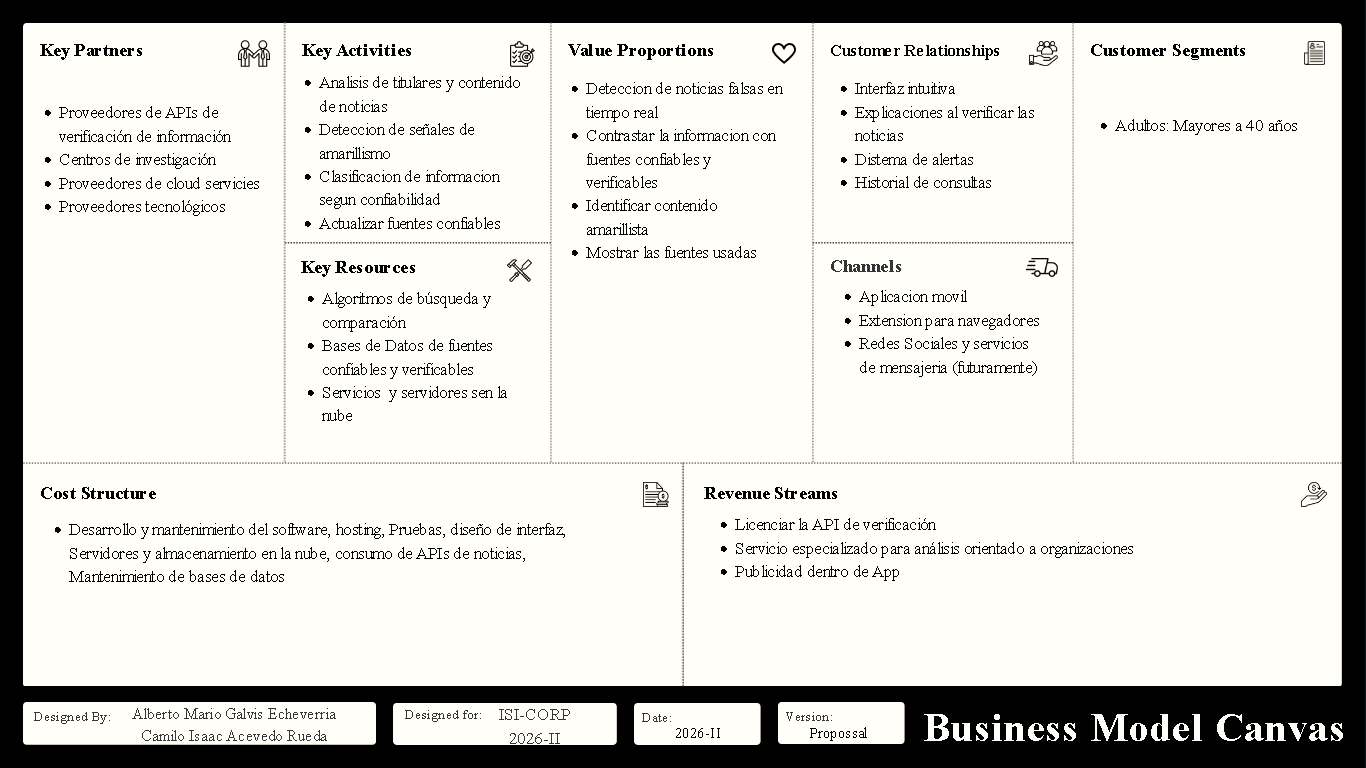 Key Partners
Proveedores de APIs de
verificación de información
Centros de investigación
Proveedores de cloud servicies
Proveedores tecnológicos
Key Activities
Analisis de titulares y contenido
de noticias
Deteccion de señales de
amarillismo
Clasificacion de informacion
segun confiabilidad
Actualizar fuentes confiables
Key Resources
Algoritmos de búsqueda y
comparación
Bases de Datos de fuentes
confiables y verificables
Servicios y servidores sen la
nube
Value Proportions
Deteccion de noticias falsas en
tiempo real
Contrastar la informacion con
fuentes confiables y
verificables
Identificar contenido
amarillista
Mostrar las fuentes usadas
Customer Relationships
Interfaz intuitiva
Explicaciones al verificar las
noticias
Distema de alertas
Historial de consultas
Channels
Aplicacion movil
Extension para navegadores
Redes Sociales y servicios
de mensajeria (futuramente)
Customer Segments
Adultos: Mayores a 40 años
Cost Structure
Desarrollo y mantenimiento del software, hosting, Pruebas, diseño de interfaz,
Servidores y almacenamiento en la nube, consumo de APIs de noticias,
Mantenimiento de bases de datos
Revenue Streams
Licenciar la API de verificación
Servicio especializado para análisis orientado a organizaciones
Publicidad dentro de App
Designed By: Alberto Mario Galvis Echeverria
Camilo Isaac Acevedo Rueda
Designed for: ISI-CORP
2026-II
Date:
2026-II
Version:
Propossal
Business Model Canvas